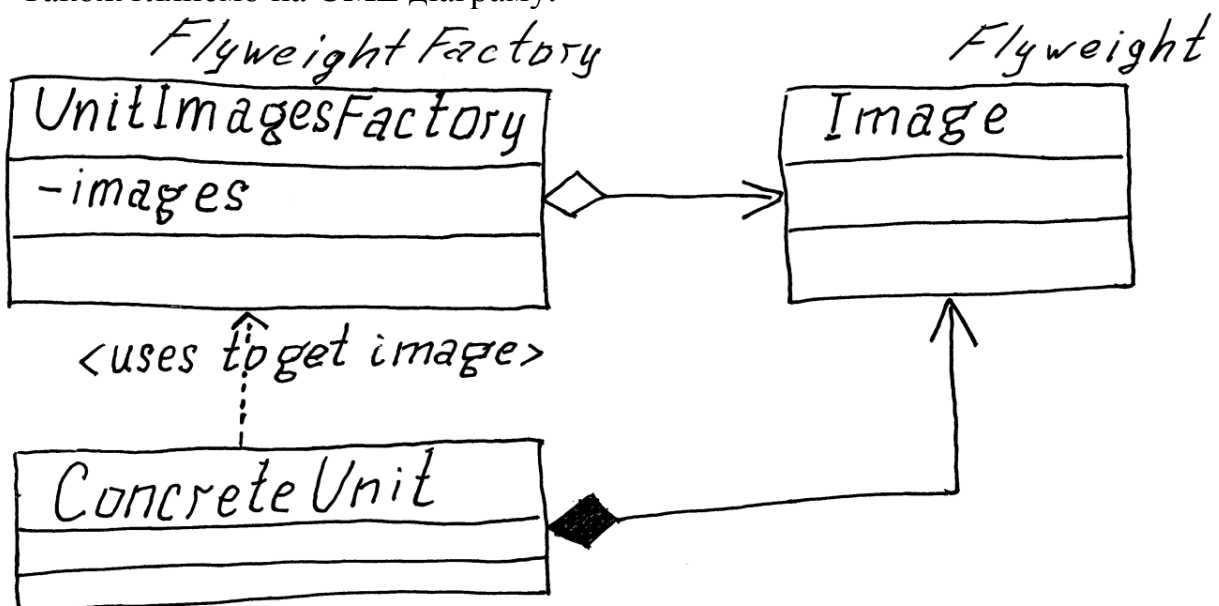 Flyweight Factory
Flyweight
UnitImagesFactory
Image
-images
<uses to get image>
ConcreteUnit